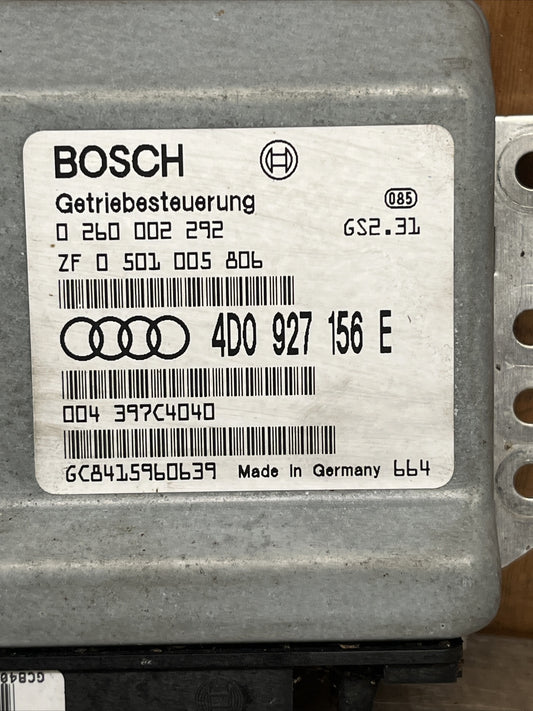 BOSCH
Getriebesteuerung
085
0 260 002 292
GS2.31
ZF 0 501 005 806
4D0 927 156 E
004 397C4040
GC8415960639 Made in Germany 664